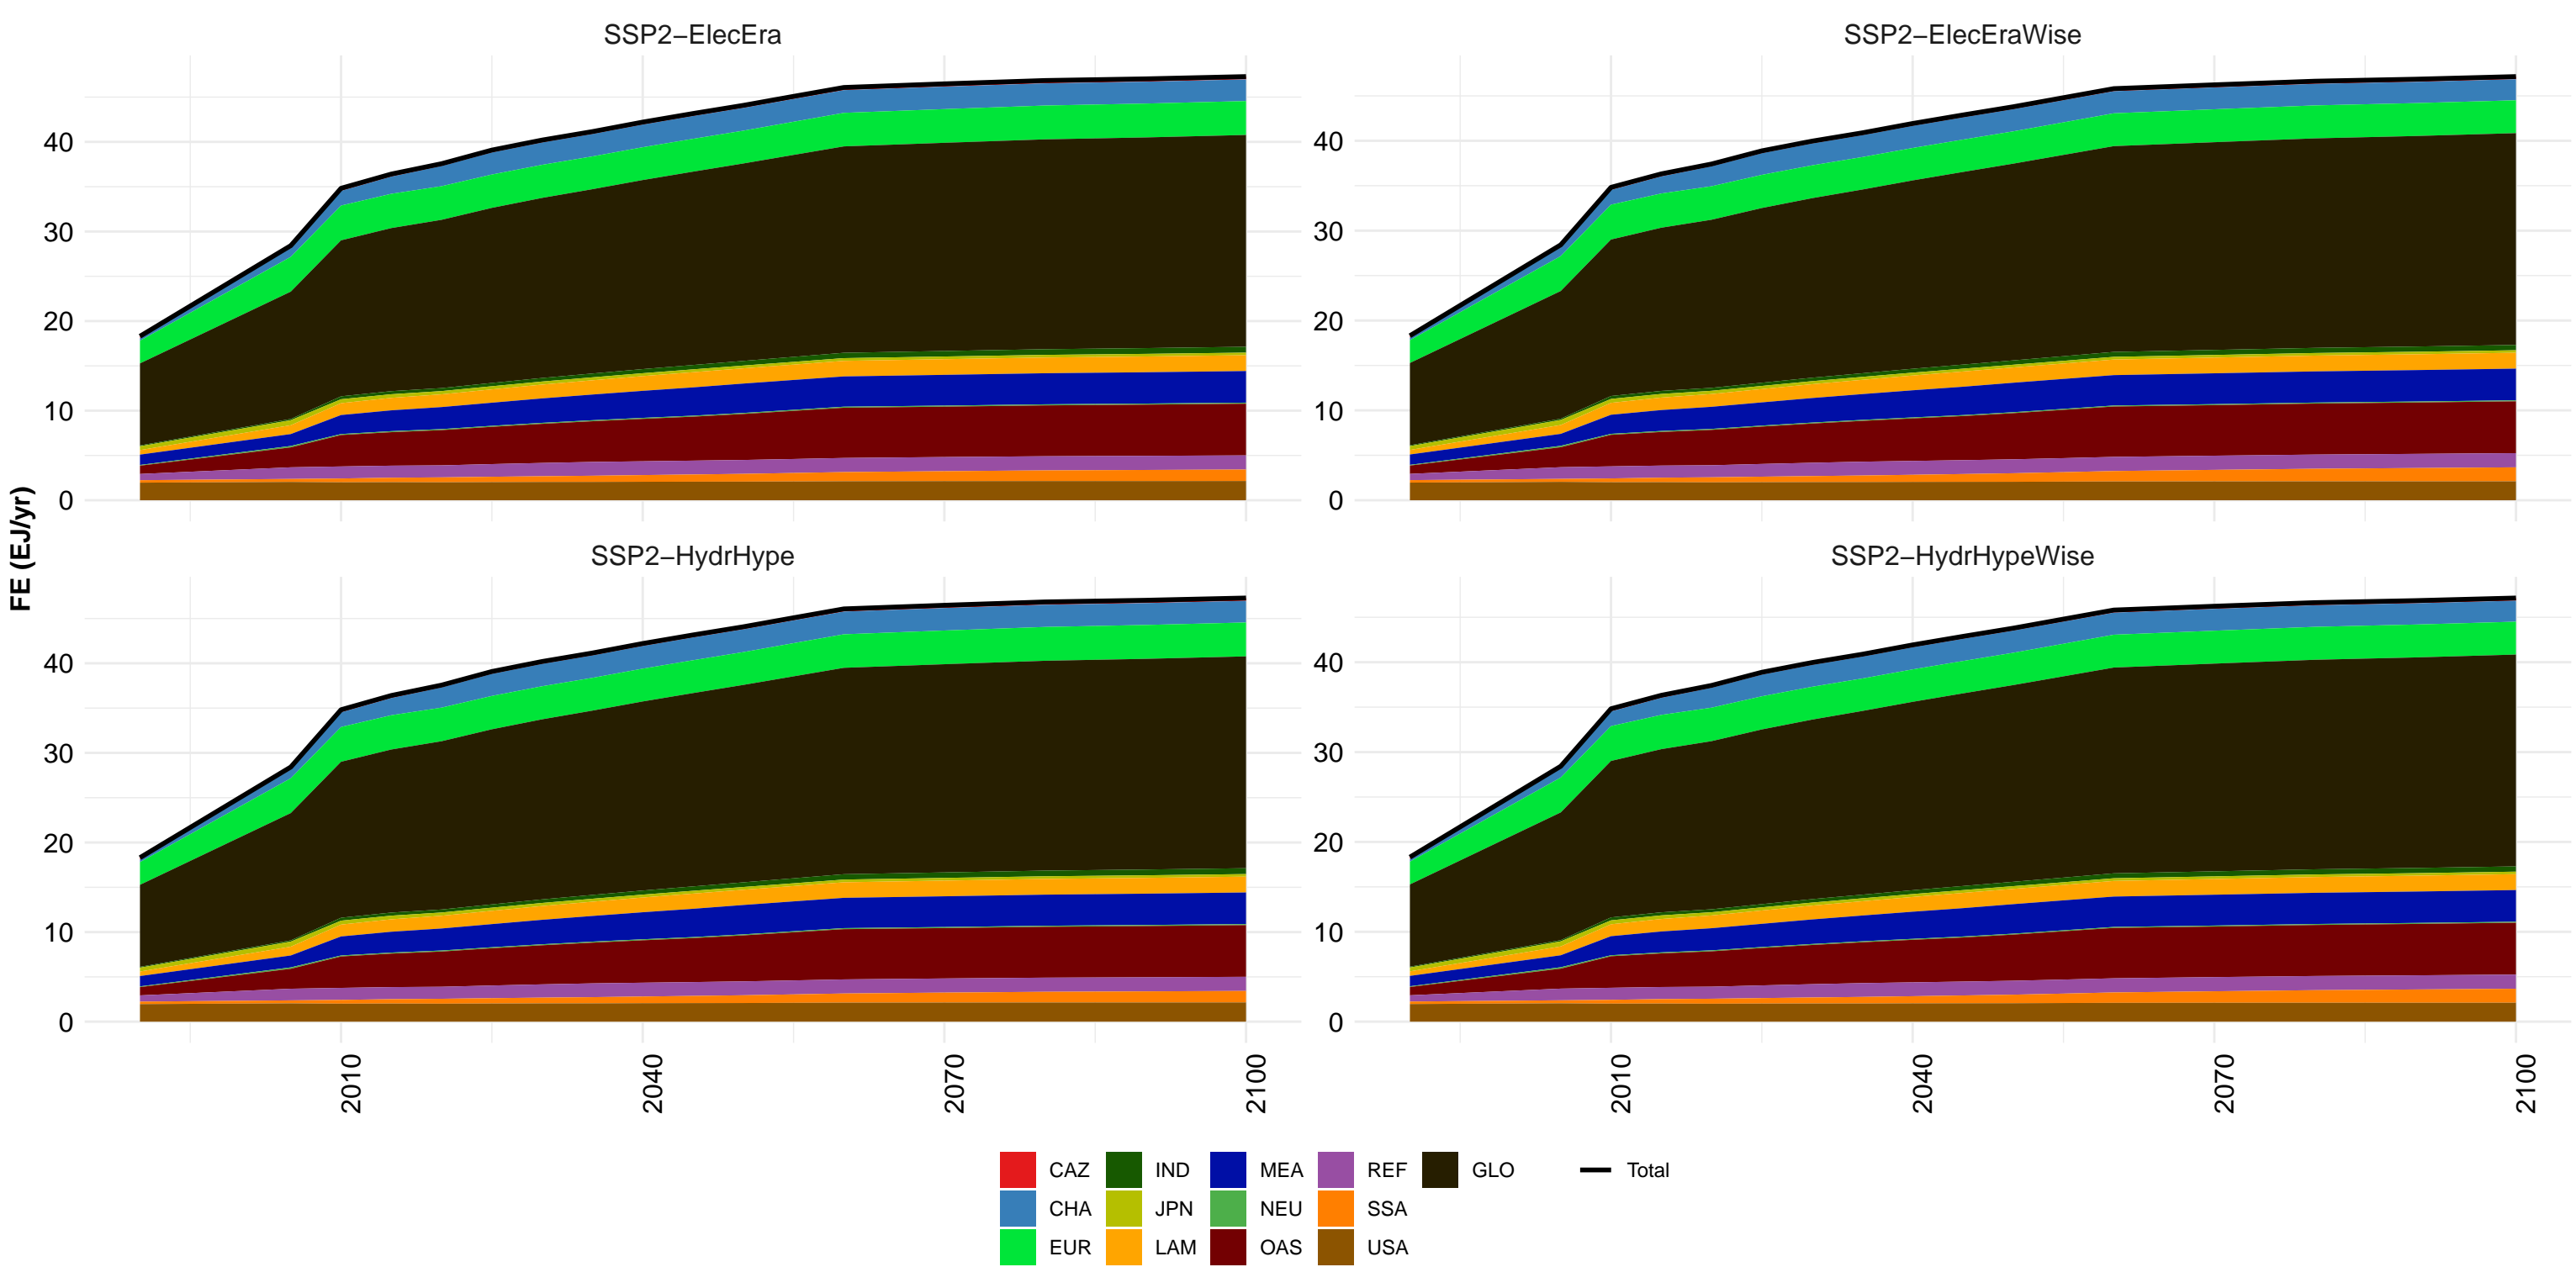 SSP2−ElecEra
SSP2−ElecEraWise
40
30
20
10
0
40
30
20
10
0
FE (EJ/yr)
SSP2−HydrHype
SSP2−HydrHypeWise
40
30
20
10
0
40
30
20
10
0
2010 2040 2070 2100
2010 2040 2070 2100
CAZ IND MEA REF GLO Total
CHA JPN NEU SSA
EUR LAM OAS USA